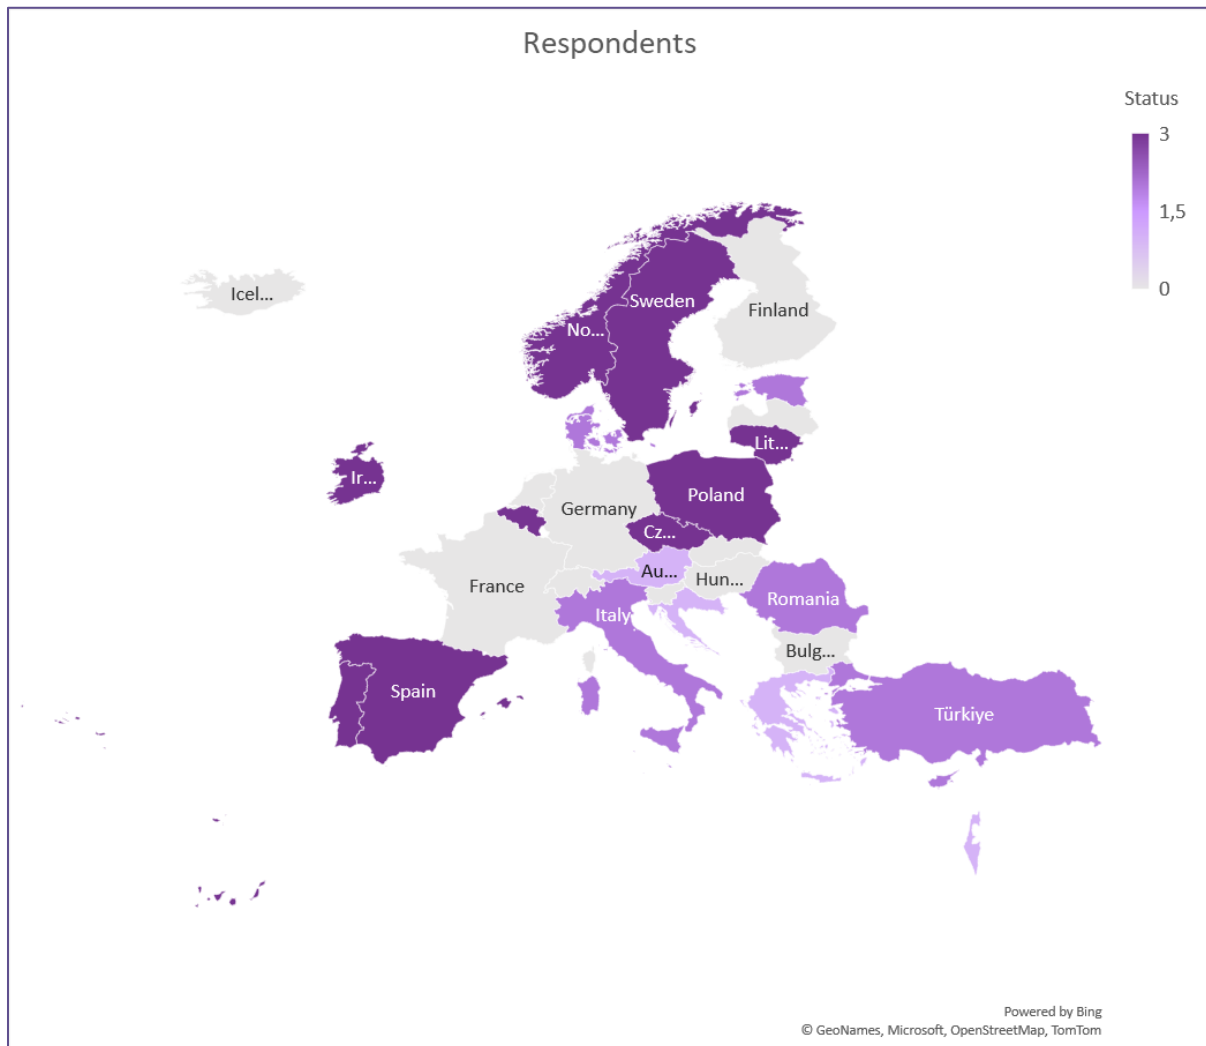 Respondents
Status
3
1,5
0
Icel...
Sweden
No...
Finland
Lit...
Ir...
Poland
Germany
Cz...
Au...
Hun...
France
Romania
Italy
Bulg...
Spain
Türkiye
Powered by Bing
© GeoNames, Microsoft, OpenStreetMap, TomTom